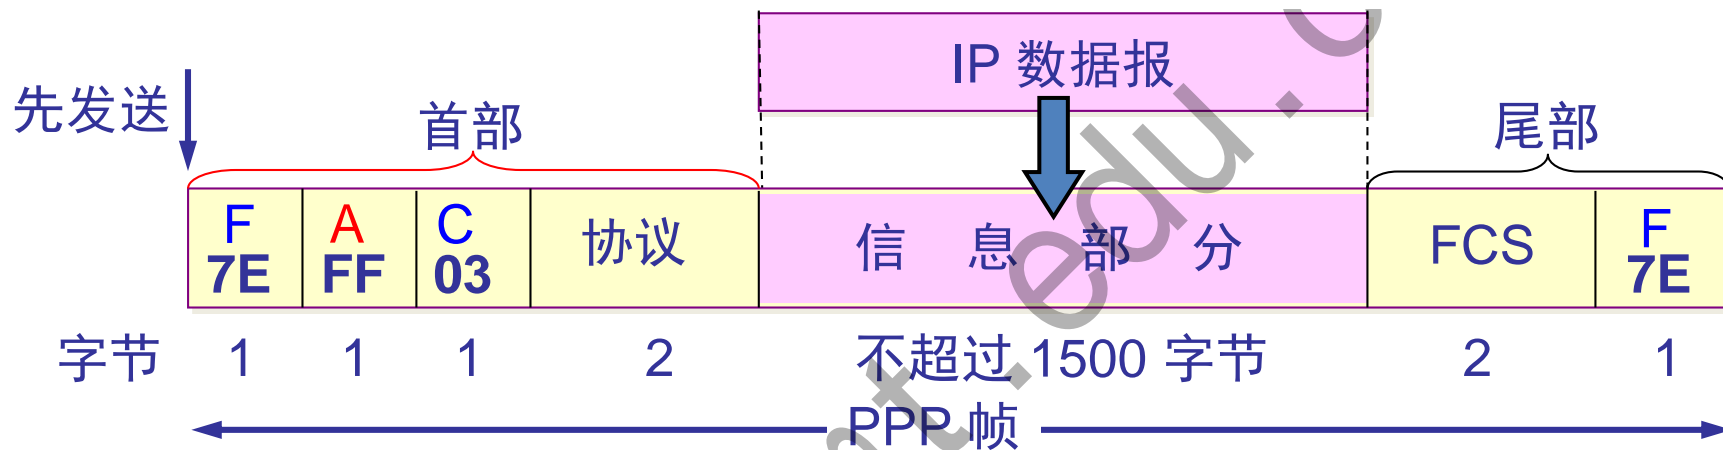 IP 数据报
先发送
首部
尾部
F A C 协议 信 息 部 分 FCS F
7E FF 03 7E
字节 1 1 1 2 不超过 1500 字节 2 1
PPP 帧